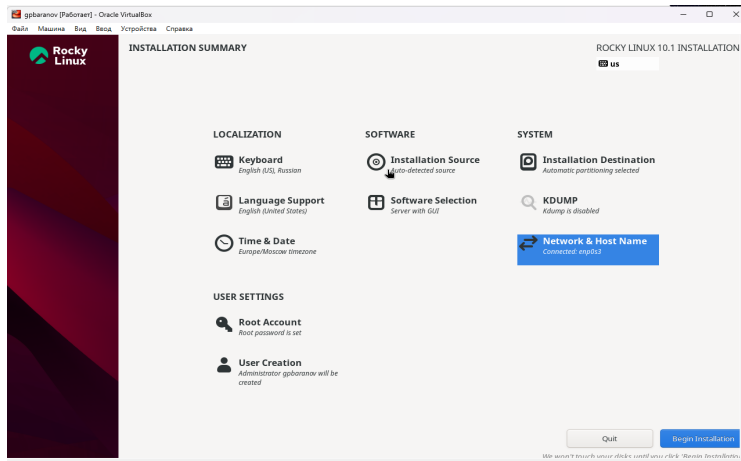 gpbaranov [Работает] - Oracle VirtualBox
Файл Машина Вид Ввод Устройства Справка
Rocky
Linux
INSTALLATION SUMMARY
ROCKY LINUX 10.1 INSTALLATION
us
LOCALIZATION
Keyboard
English (US), Russian
Language Support
English (United States)
Time & Date
Europe/Moscow timezone
SOFTWARE
Installation Source
Auto-detected source
Software Selection
Server with GUI
SYSTEM
Installation Destination
Automatic partitioning selected
KDUMP
Kdump is disabled
Network & Host Name
Connected: enp0s3
USER SETTINGS
Root Account
Root password is set
User Creation
Administrator gpbaranov will be
created
Quit
Begin Installation
We won't touch your disks until you click 'Begin Installatio